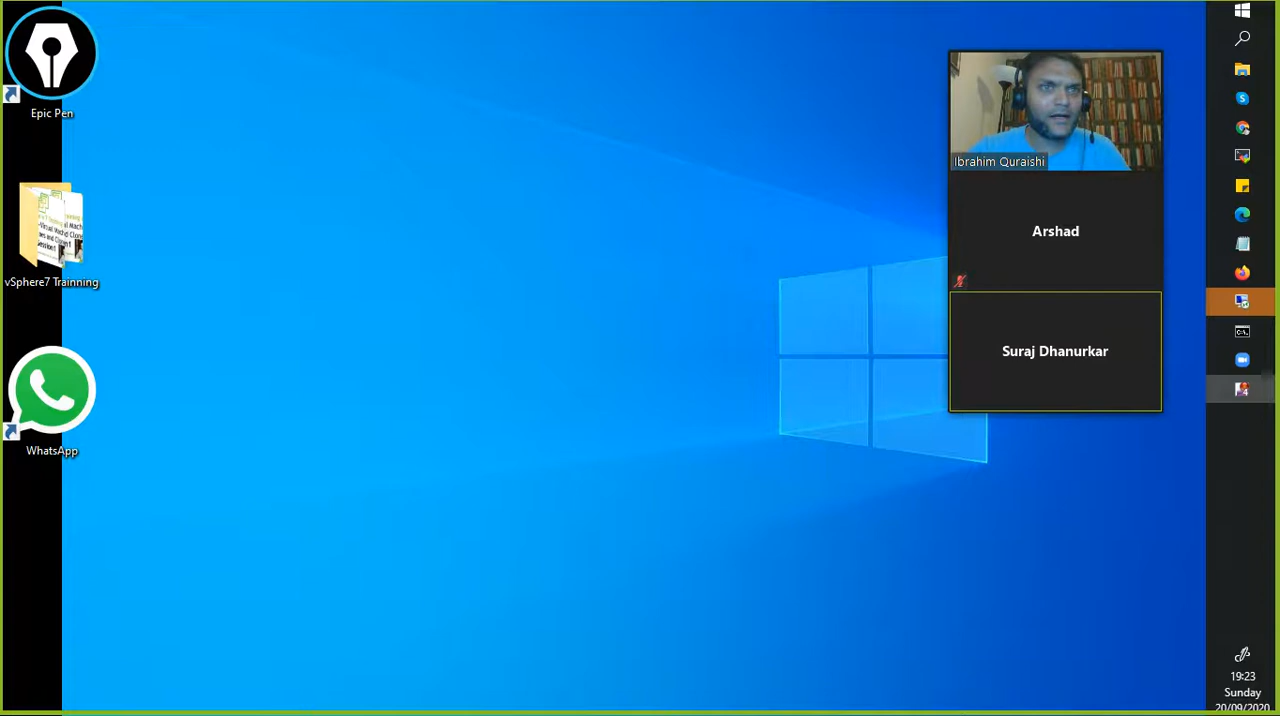 Epic Pen
vSphere7 Trainning
WhatsApp
Ibrahim Quraishi
Arshad
Suraj Dhanurkar
19:23
Sunday
20/09/2020